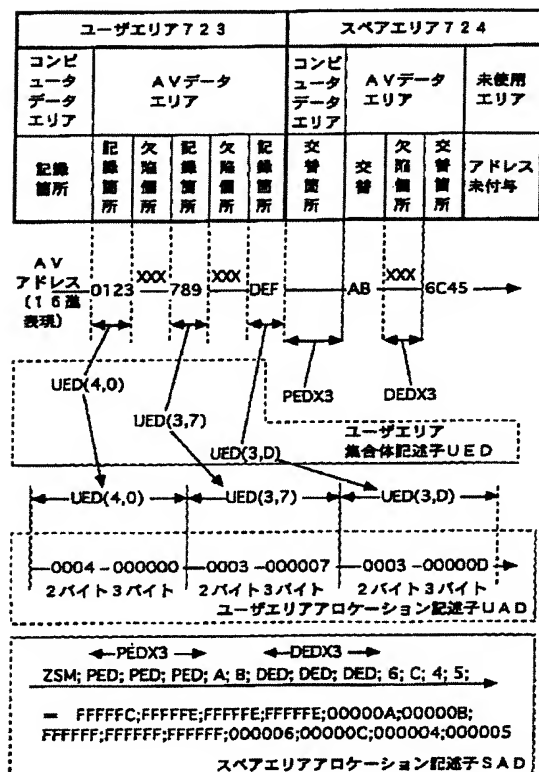 ユーザエリア723
スペアエリア724
コンピュータデータエリア
AVデータエリア
コンピュータデータエリア
AVデータエリア
未使用エリア
記録箇所
記録箇所
欠陥個所
記録箇所
欠陥個所
記録個所
交替箇所
交替
欠陥個所
交替個所
アドレス未付与
AVアドレス(16進表現)
0123 XXX 789 XXX DEF AB XXX 6C45
UED(4,0)
PEDX3
DEDX3
UED(3,7)
UED(3,D)
ユーザエリア
集合体記述子UED
UED(4,0) UED(3,7) UED(3,D)
0004 -000000 -0003 -000007 -0003 -00000D
2バイト3バイト 2バイト3バイト 2バイト3バイト
ユーザエリアアロケーション記述子UAD
PEDX3 DEDX3
ZSM; PED; PED; PED; A; B; DED; DED; DED; 6; C; 4; 5;
= FFFFFC;FFFFFE;FFFFFE;FFFFFE;00000A;00000B;
FFFFFF;FFFFFF;FFFFFF;000006;00000C;000004;000005
スペアエリアアロケーション記述子SAD